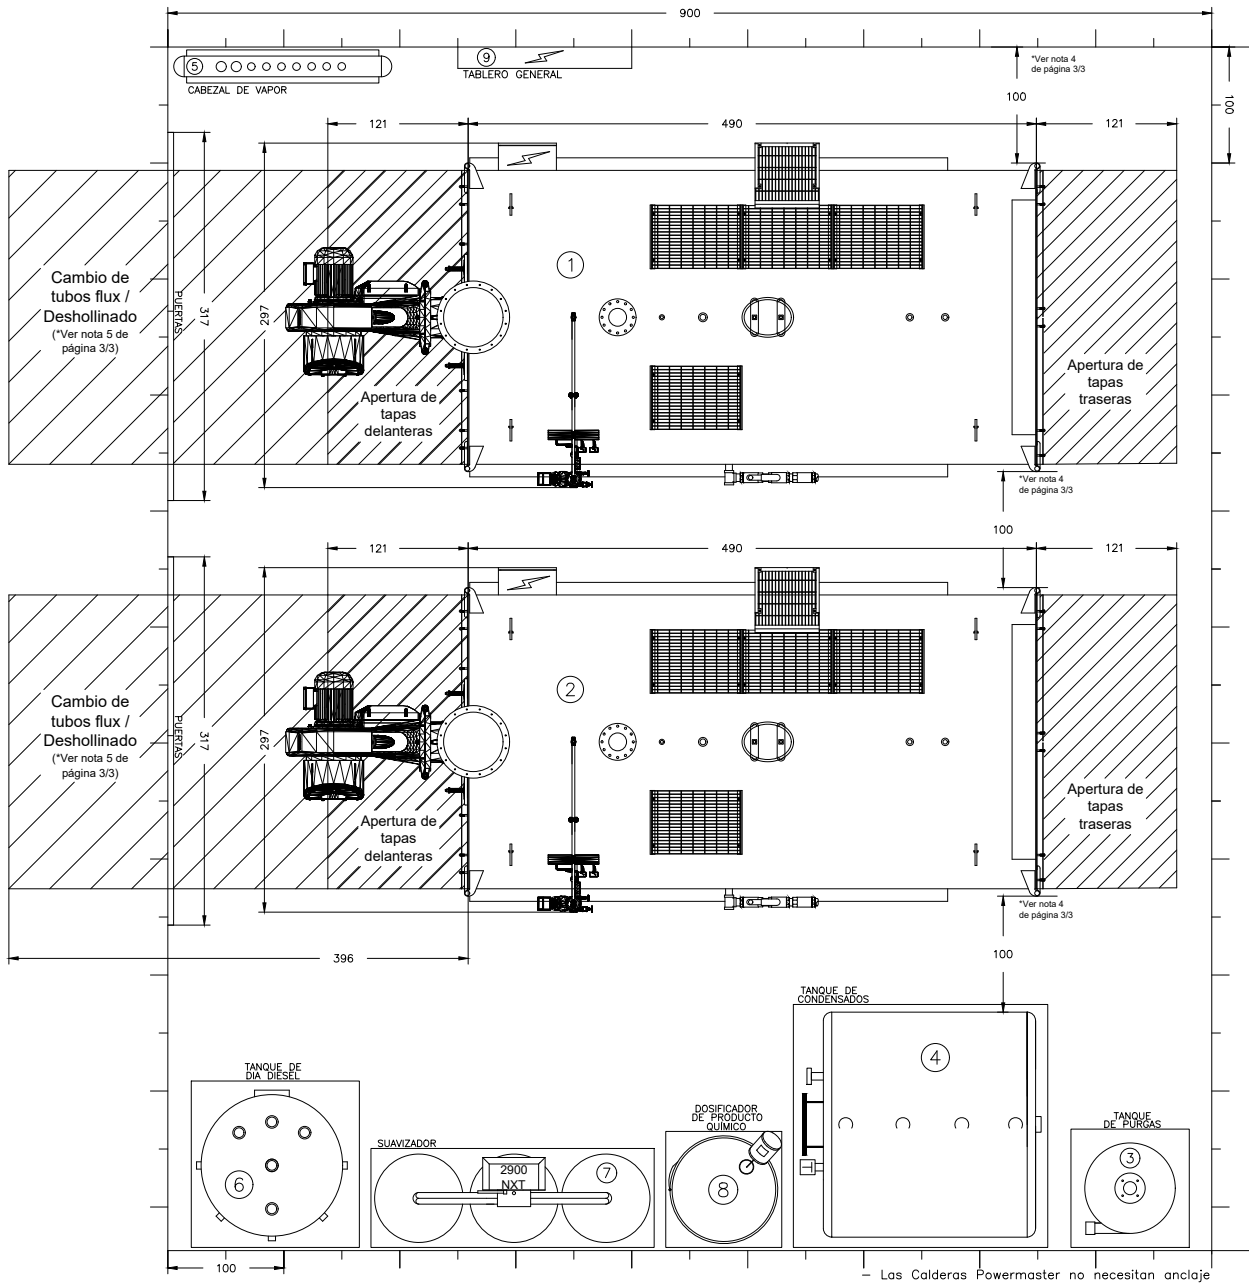 900
5
CABEZAL DE VAPOR
9
TABLERO GENERAL
*Ver nota 4
de página 3/3
100
100
121
490
121
Cambio de
tubos flux /
Deshollinado
(*Ver nota 5 de
página 3/3)
PUERTAS
317
297
1
Apertura de
tapas
delanteras
Apertura de
tapas
traseras
*Ver nota 4
de página 3/3
100
121
490
121
Cambio de
tubos flux /
Deshollinado
(*Ver nota 5 de
página 3/3)
PUERTAS
317
297
2
Apertura de
tapas
delanteras
Apertura de
tapas
traseras
*Ver nota 4
de página 3/3
100
396
TANQUE DE
CONDENSADOS
4
TANQUE DE
DIA DIESEL
6
SUAVIZADOR
2900
NXT
7
DOSIFICADOR
DE PRODUCTO
QUÍMICO
8
TANQUE
DE PURGAS
3
100
– Las Calderas Powermaster no necesitan anclaje